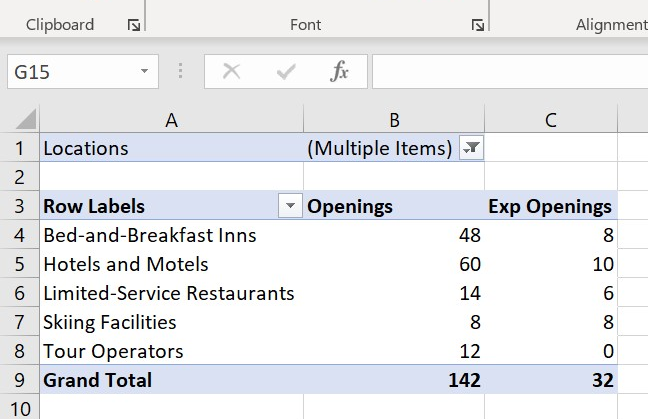 Clipboard Font Alignment
G15 fx
A B C
1 Locations (Multiple Items)
2
3 Row Labels Openings Exp Openings
4 Bed-and-Breakfast Inns 48 8
5 Hotels and Motels 60 10
6 Limited-Service Restaurants 14 6
7 Skiing Facilities 8 8
8 Tour Operators 12 0
9 Grand Total 142 32
10